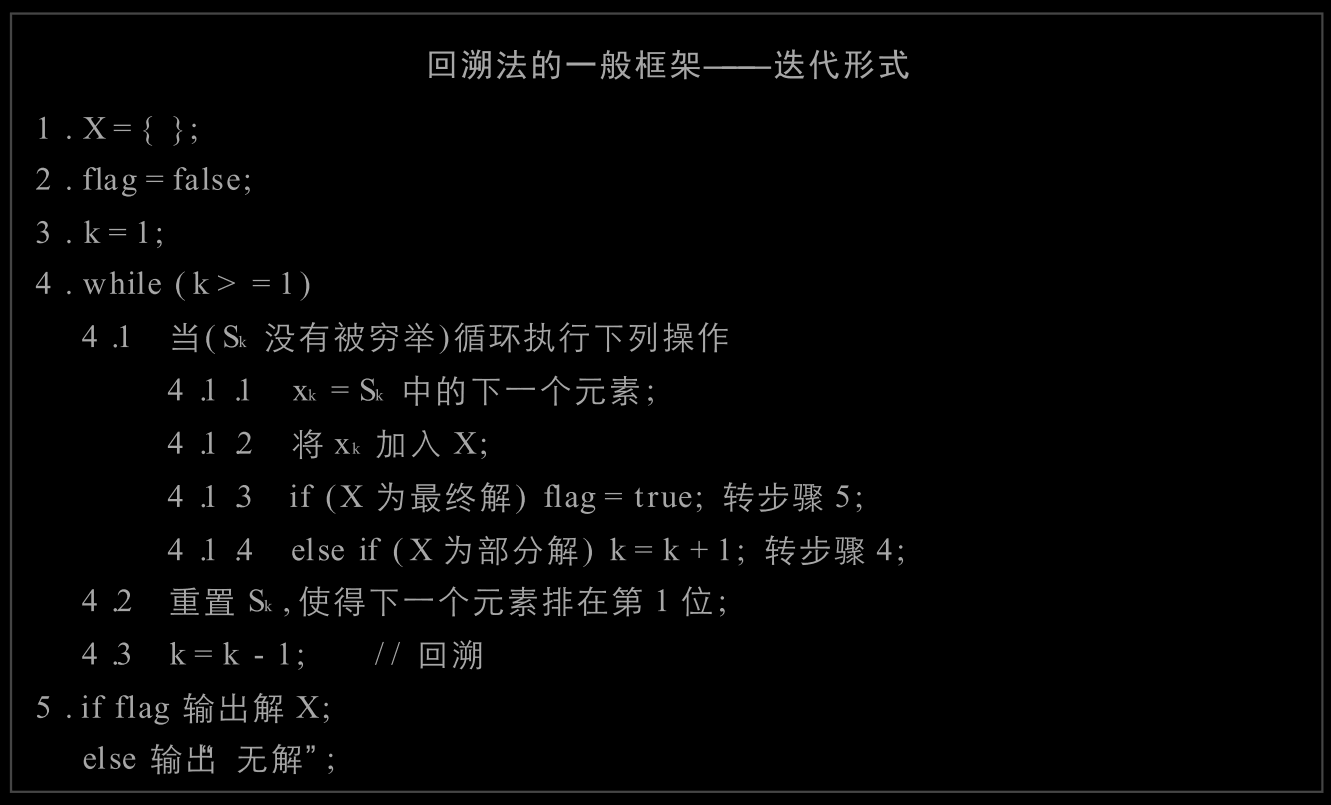 回溯法的一般框架——迭代形式
1 . X = { };
2 . flag = false;
3 . k = 1;
4 . while ( k > = 1 )
4 .1 当( Sk 没有被穷举)循环执行下列操作
4 .1 .1 xk = Sk 中的下一个元素;
4 .1 .2 将 xk 加入 X;
4 .1 .3 if (X 为最终解) flag = true; 转步骤 5;
4 .1 .4 else if (X 为部分解) k = k + 1; 转步骤 4;
4 .2 重置 Sk ,使得下一个元素排在第 1 位;
4 .3 k = k - 1; // 回溯
5 . if flag 输出解 X;
else 输出“ 无解” ;